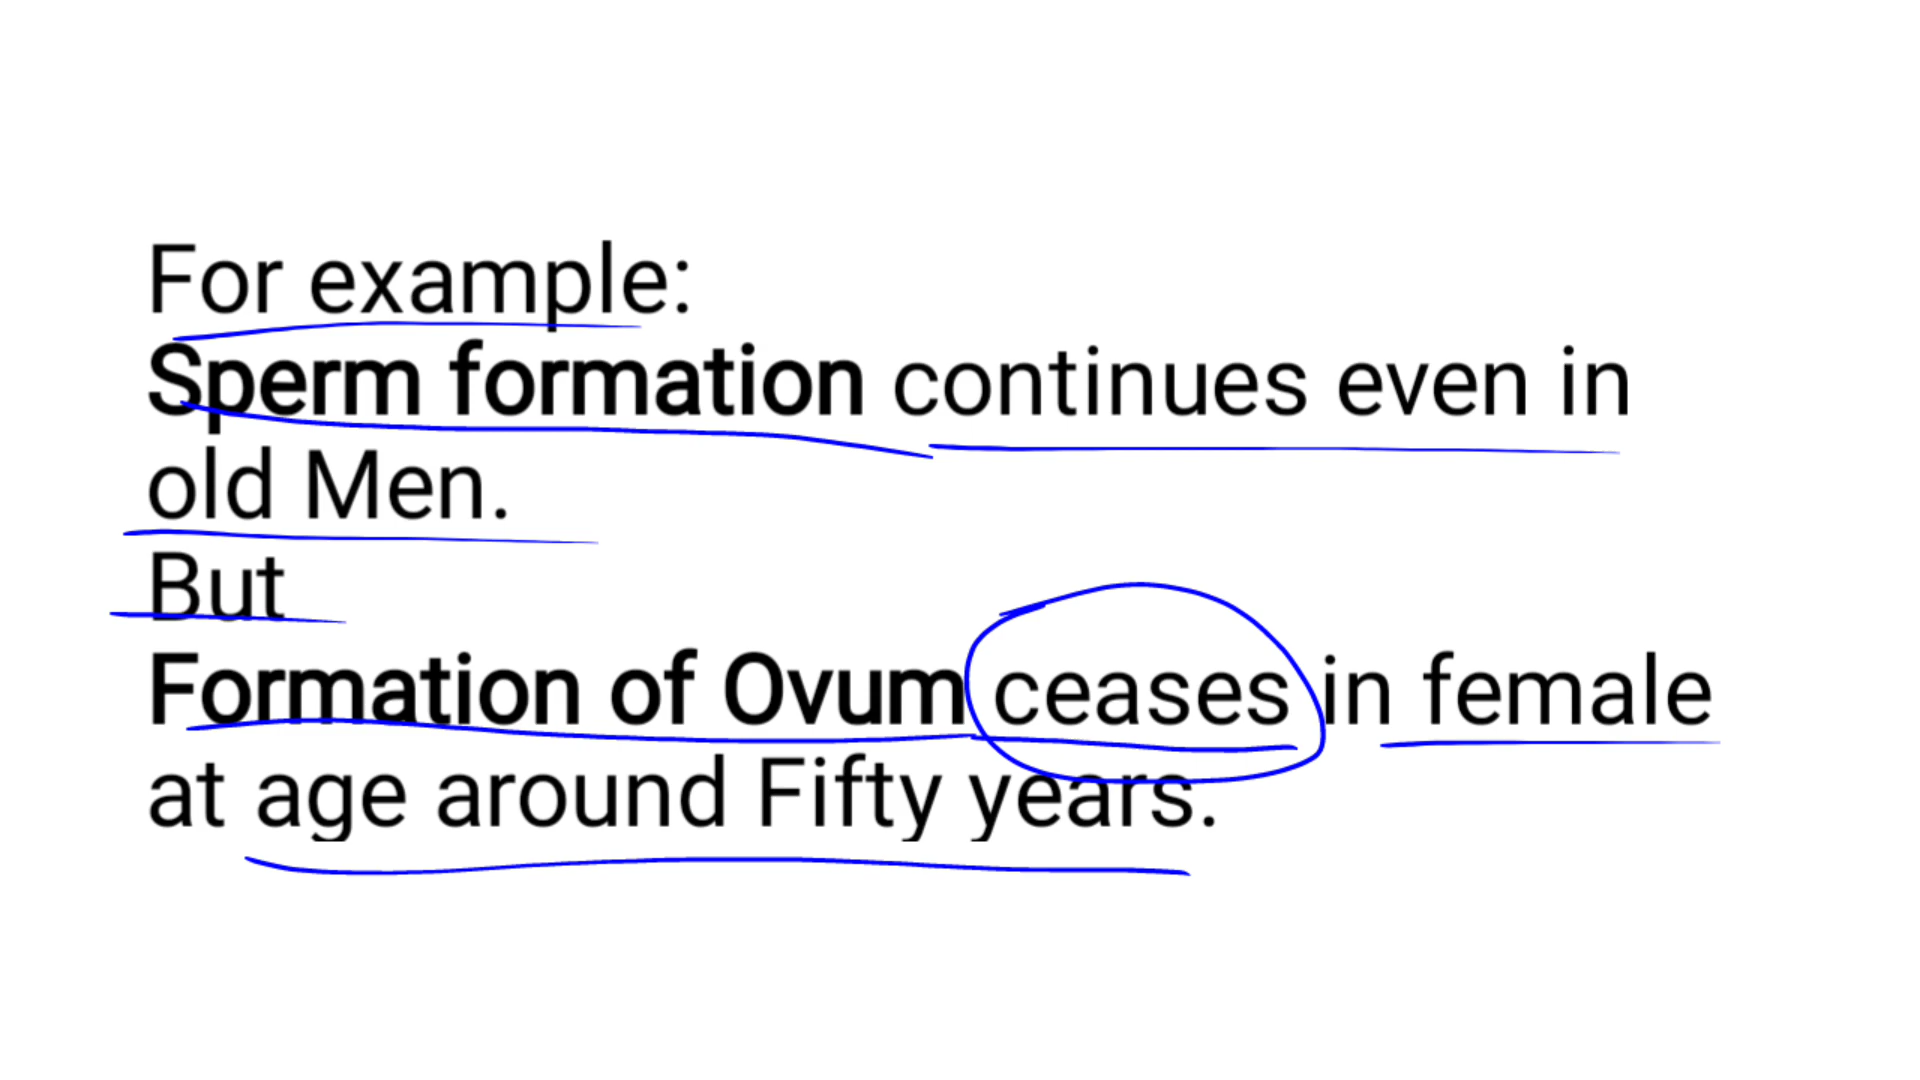 For example:
Sperm formation continues even in
old Men.
But
Formation of Ovum ceases in female
at age around Fifty years.